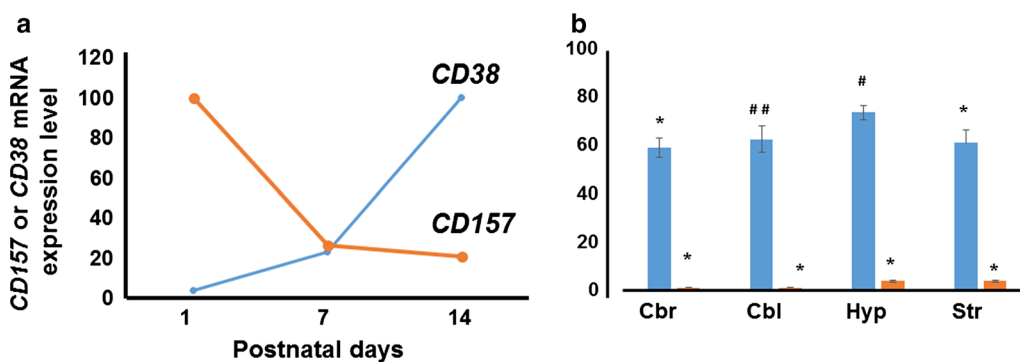 a
CD157 or CD38 mRNA
expression level
120
100
80
60
40
20
0
CD38
CD157
1 7 14
Postnatal days
b
100
80
60
40
20
0
* ## # *
* * * *
Cbr Cbl Hyp Str